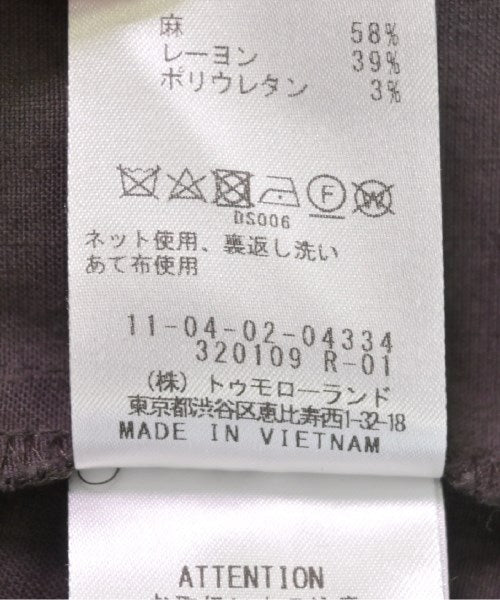 麻 58%
レーヨン 39%
ポリウレタン 3%
F W
DS006
ネット使用、裏返し洗い
あて布使用
11-04-02-04334
320109 R-01
(株) トゥモローランド
東京都渋谷区恵比寿西1-32-18
MADE IN VIETNAM
ATTENTION